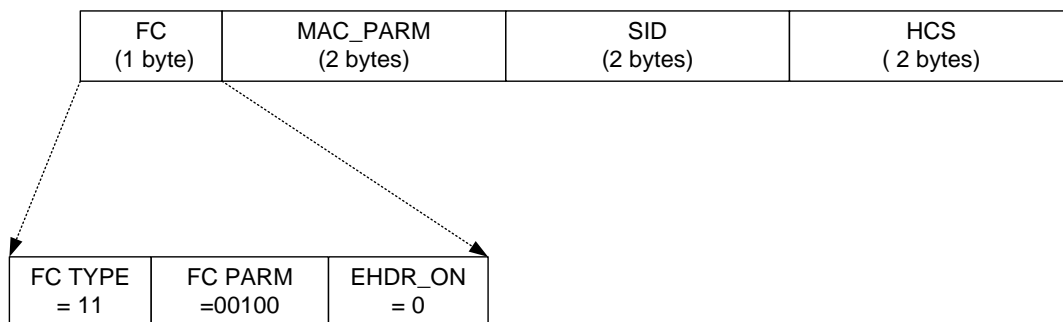 FC
(1 byte)
MAC_PARM
(2 bytes)
SID
(2 bytes)
HCS
( 2 bytes)
FC TYPE
= 11
FC PARM
=00100
EHDR_ON
= 0